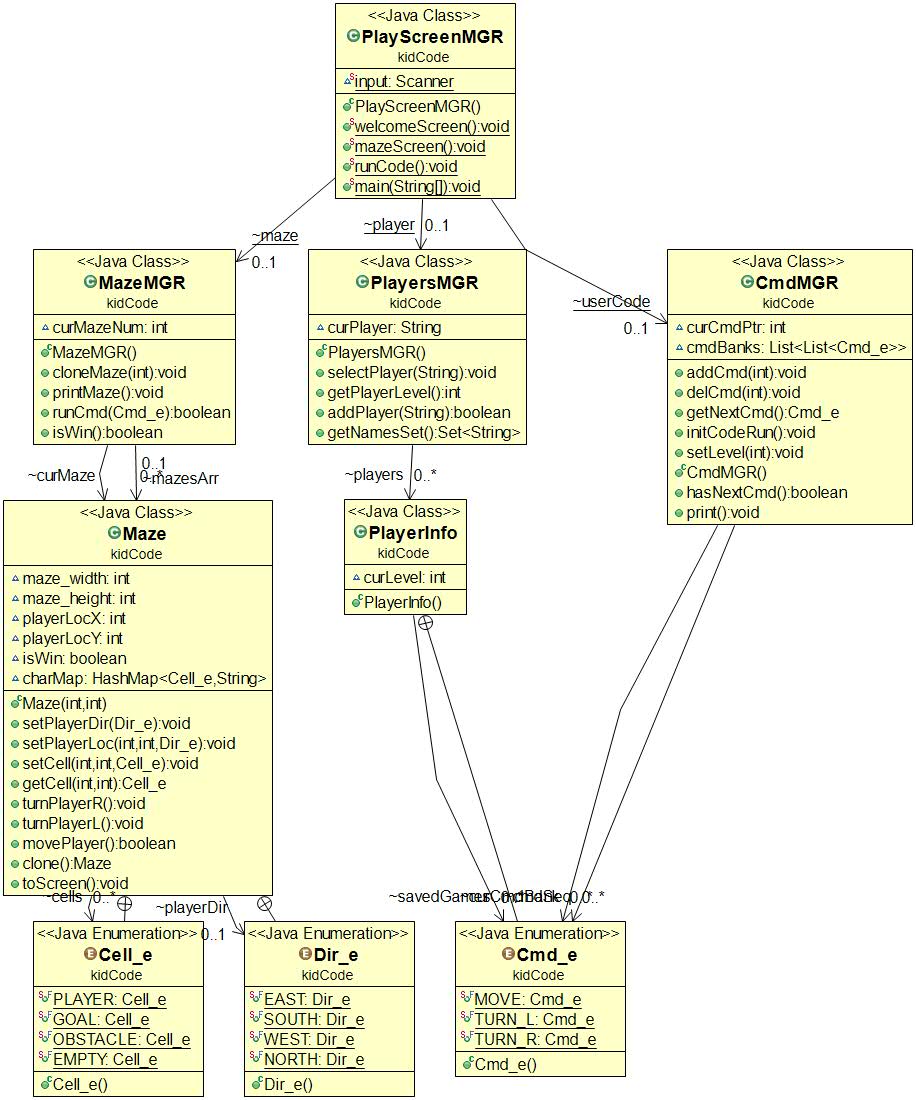 <<Java Class>>
PlayScreenMGR
kidCode
input: Scanner
PlayScreenMGR()
welcomeScreen():void
mazeScreen():void
runCode():void
main(String[]):void
~maze
0..1
~player
0..1
~userCode
0..1
<<Java Class>>
MazeMGR
kidCode
curMazeNum: int
MazeMGR()
cloneMaze(int):void
printMaze():void
runCmd(Cmd_e):boolean
isWin():boolean
<<Java Class>>
PlayersMGR
kidCode
curPlayer: String
PlayersMGR()
selectPlayer(String):void
getPlayerLevel():int
addPlayer(String):boolean
getNamesSet():Set<String>
<<Java Class>>
CmdMGR
kidCode
curCmdPtr: int
cmdBanks: List<List<Cmd_e>>
addCmd(int):void
delCmd(int):void
getNextCmd():Cmd_e
initCodeRun():void
setLevel(int):void
CmdMGR()
hasNextCmd():boolean
print():void
~curMaze
0..1
0..*
~mazesArr
~players
0..*
<<Java Class>>
Maze
kidCode
maze_width: int
maze_height: int
playerLocX: int
playerLocY: int
isWin: boolean
charMap: HashMap<Cell_e,String>
Maze(int,int)
setPlayerDir(Dir_e):void
setPlayerLoc(int,int,Dir_e):void
setCell(int,int,Cell_e):void
getCell(int,int):Cell_e
turnPlayerR():void
turnPlayerL():void
movePlayer():boolean
clone():Maze
toScreen():void
<<Java Class>>
PlayerInfo
kidCode
curLevel: int
PlayerInfo()
~cells
0..*
~playerDir
0..1
0..*
<<Java Enumeration>>
Cell_e
kidCode
PLAYER: Cell_e
GOAL: Cell_e
OBSTACLE: Cell_e
EMPTY: Cell_e
Cell_e()
<<Java Enumeration>>
Dir_e
kidCode
EAST: Dir_e
SOUTH: Dir_e
WEST: Dir_e
NORTH: Dir_e
Dir_e()
<<Java Enumeration>>
Cmd_e
kidCode
MOVE: Cmd_e
TURN_L: Cmd_e
TURN_R: Cmd_e
Cmd_e()